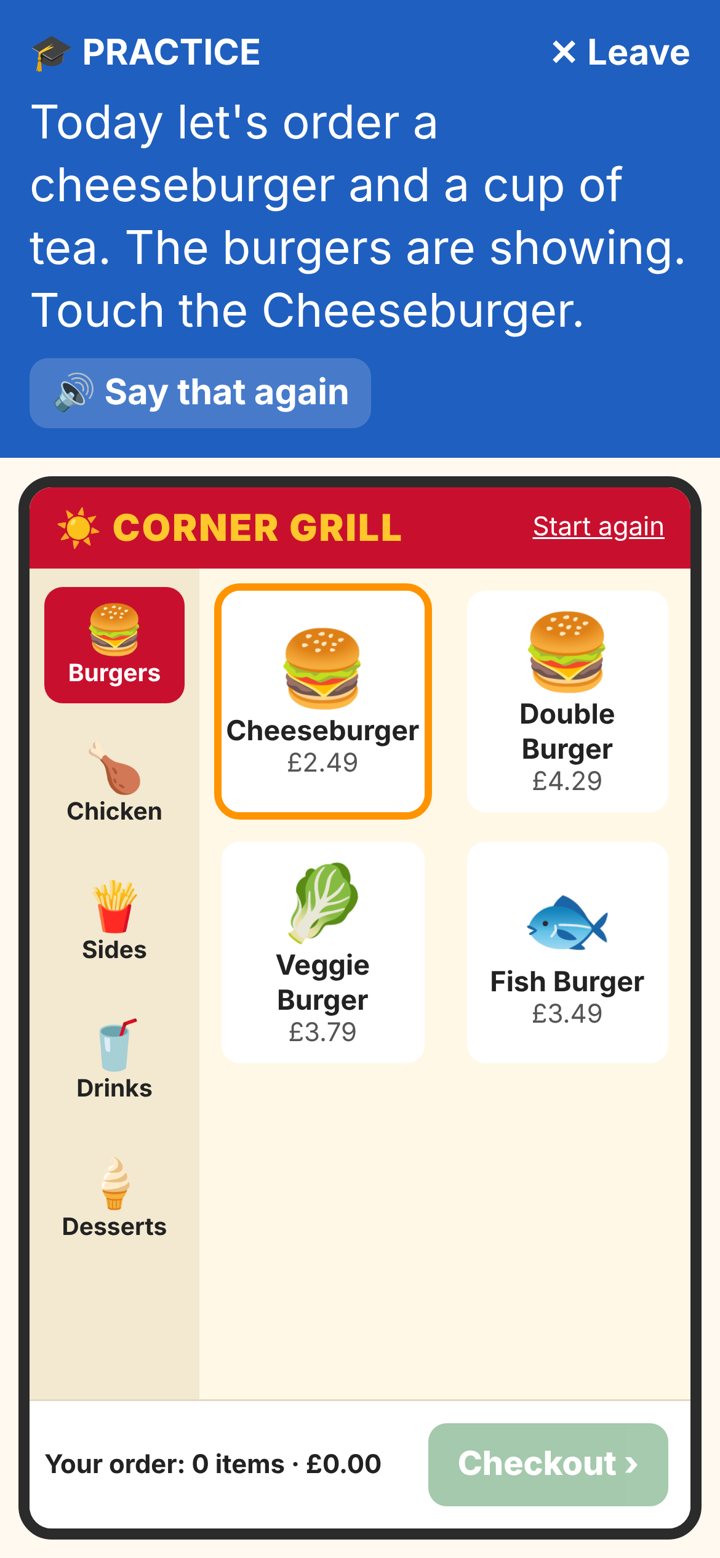 🎓 PRACTICE
✕ Leave
Today let's order a
cheeseburger and a cup of
tea. The burgers are showing.
Touch the Cheeseburger.
🔊 Say that again
☀️ CORNER GRILL
Start again
Burgers
Chicken
Sides
Drinks
Desserts
Cheeseburger
£2.49
Double
Burger
£4.29
Veggie
Burger
£3.79
Fish Burger
£3.49
Your order: 0 items · £0.00
Checkout ›